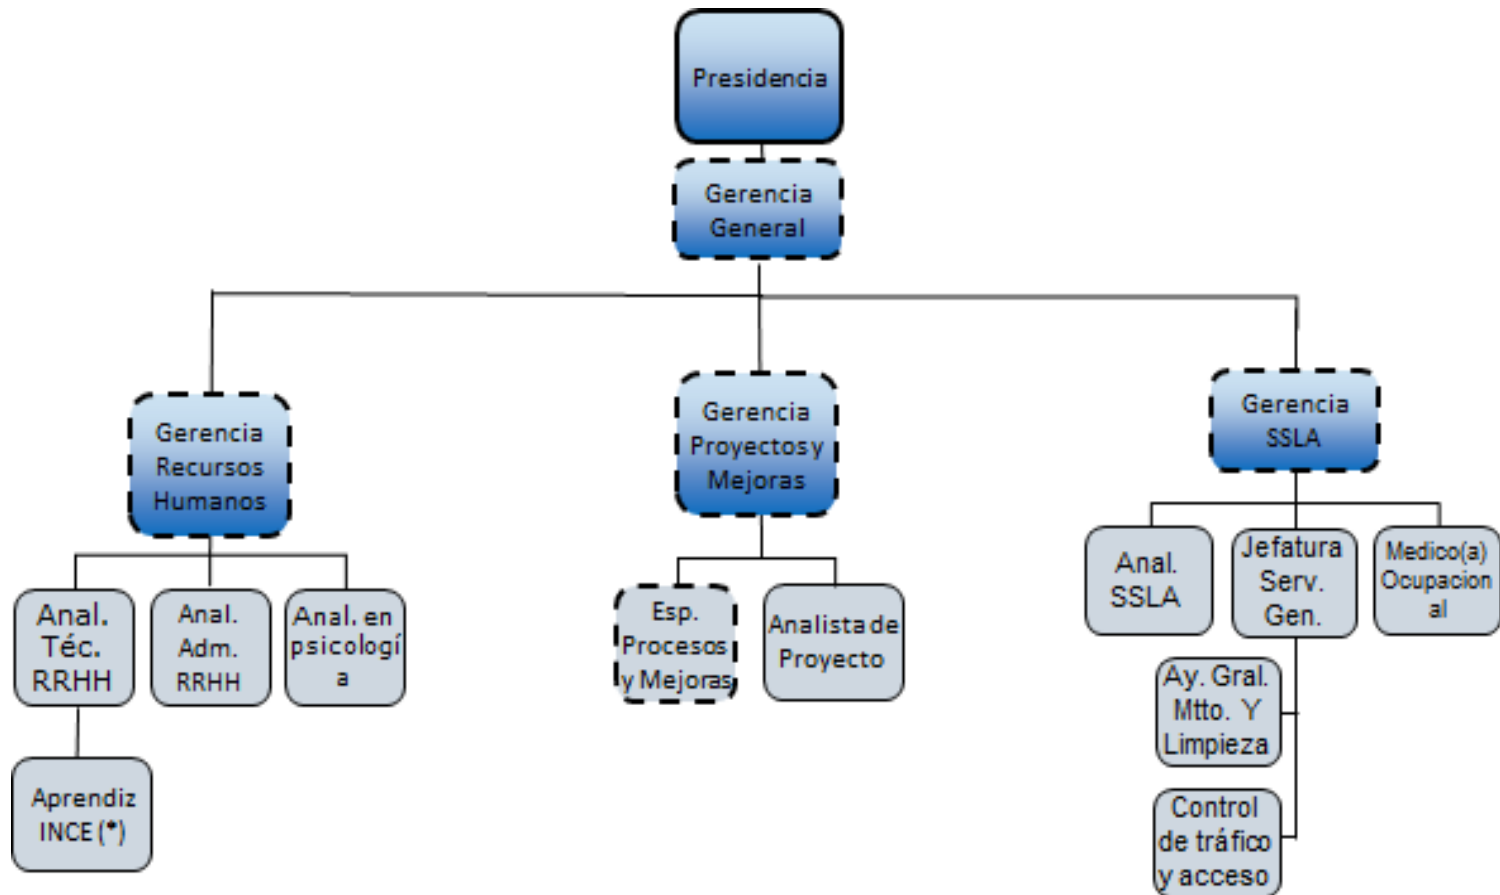 Presidencia
Gerencia
General
Gerencia
Recursos
Humanos
Gerencia
Proyectos y
Mejoras
Gerencia
SSLA
Anal.
Téc.
RRHH
Anal.
Adm.
RRHH
Anal. en
psicologí
a
Esp.
Procesos
y Mejoras
Analista de
Proyecto
Anal.
SSLA
Jefatura
Serv.
Gen.
Medico(a)
Ocupacion
al
Aprendiz
INCE (*)
Ay. Gral.
Mtto. Y
Limpieza
Control
de tráfico
y acceso